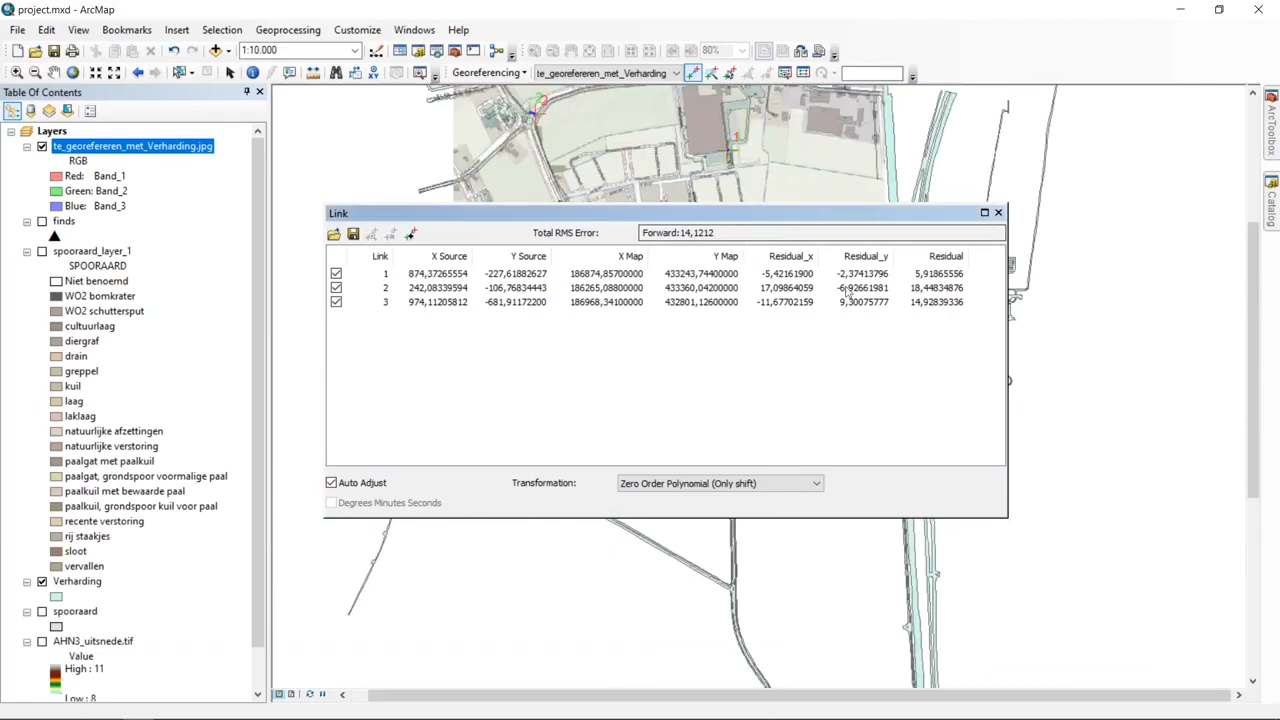 project.mxd - ArcMap
File Edit View Bookmarks Insert Selection Geoprocessing Customize Windows Help
1:10.000
80%
Georeferencing te_georefereren_met_Verharding
Table Of Contents
Layers
te_georefereren_met_Verharding.jpg
RGB
Red: Band_1
Green: Band_2
Blue: Band_3
finds
spooraard_layer_1
SPOORAARD
Niet benoemd
WO2 bomkrater
WO2 schuttersput
cultuurlaag
diergraf
drain
greppel
kuil
laag
laklaag
natuurlijke afzettingen
natuurlijke verstoring
paalgat met paalkuil
paalgat, grondspoor voormalige paal
paalkuil met bewaarde paal
paalkuil, grondspoor kuil voor paal
recente verstoring
rij staakjes
sloot
vervallen
Verharding
spooraard
AHN3_uitsnede.tif
Value
High : 11
Low : 8
Link
Total RMS Error: Forward:14,1212
Link X Source Y Source X Map Y Map Residual_x Residual_y Residual
1 874,37265554 -227,61882627 186874,85700000 433243,74400000 -5,42161900 -2,37413796 5,91865556
2 242,08339594 -106,76834443 186265,08800000 433360,04200000 17,09864059 -6,92661981 18,44834876
3 974,11205812 -681,91172200 186968,34100000 432801,12600000 -11,67702159 9,30075777 14,92839336
Auto Adjust Transformation: Zero Order Polynomial (Only shift)
Degrees Minutes Seconds
ArcToolbox
Catalog